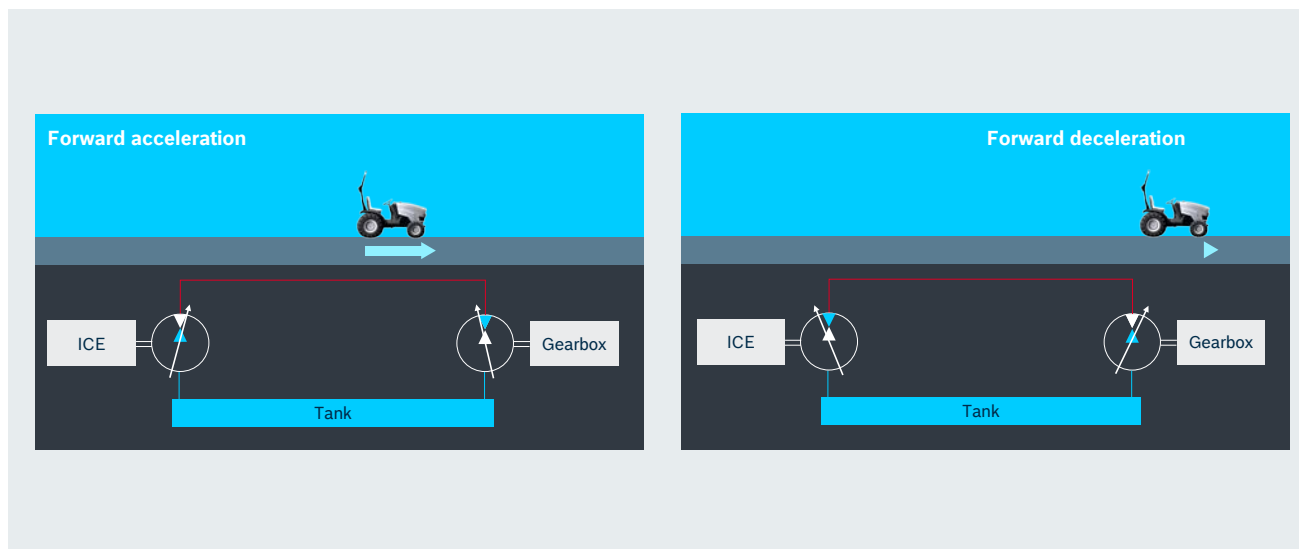 Forward acceleration
ICE
Gearbox
Tank
Forward deceleration
ICE
Gearbox
Tank